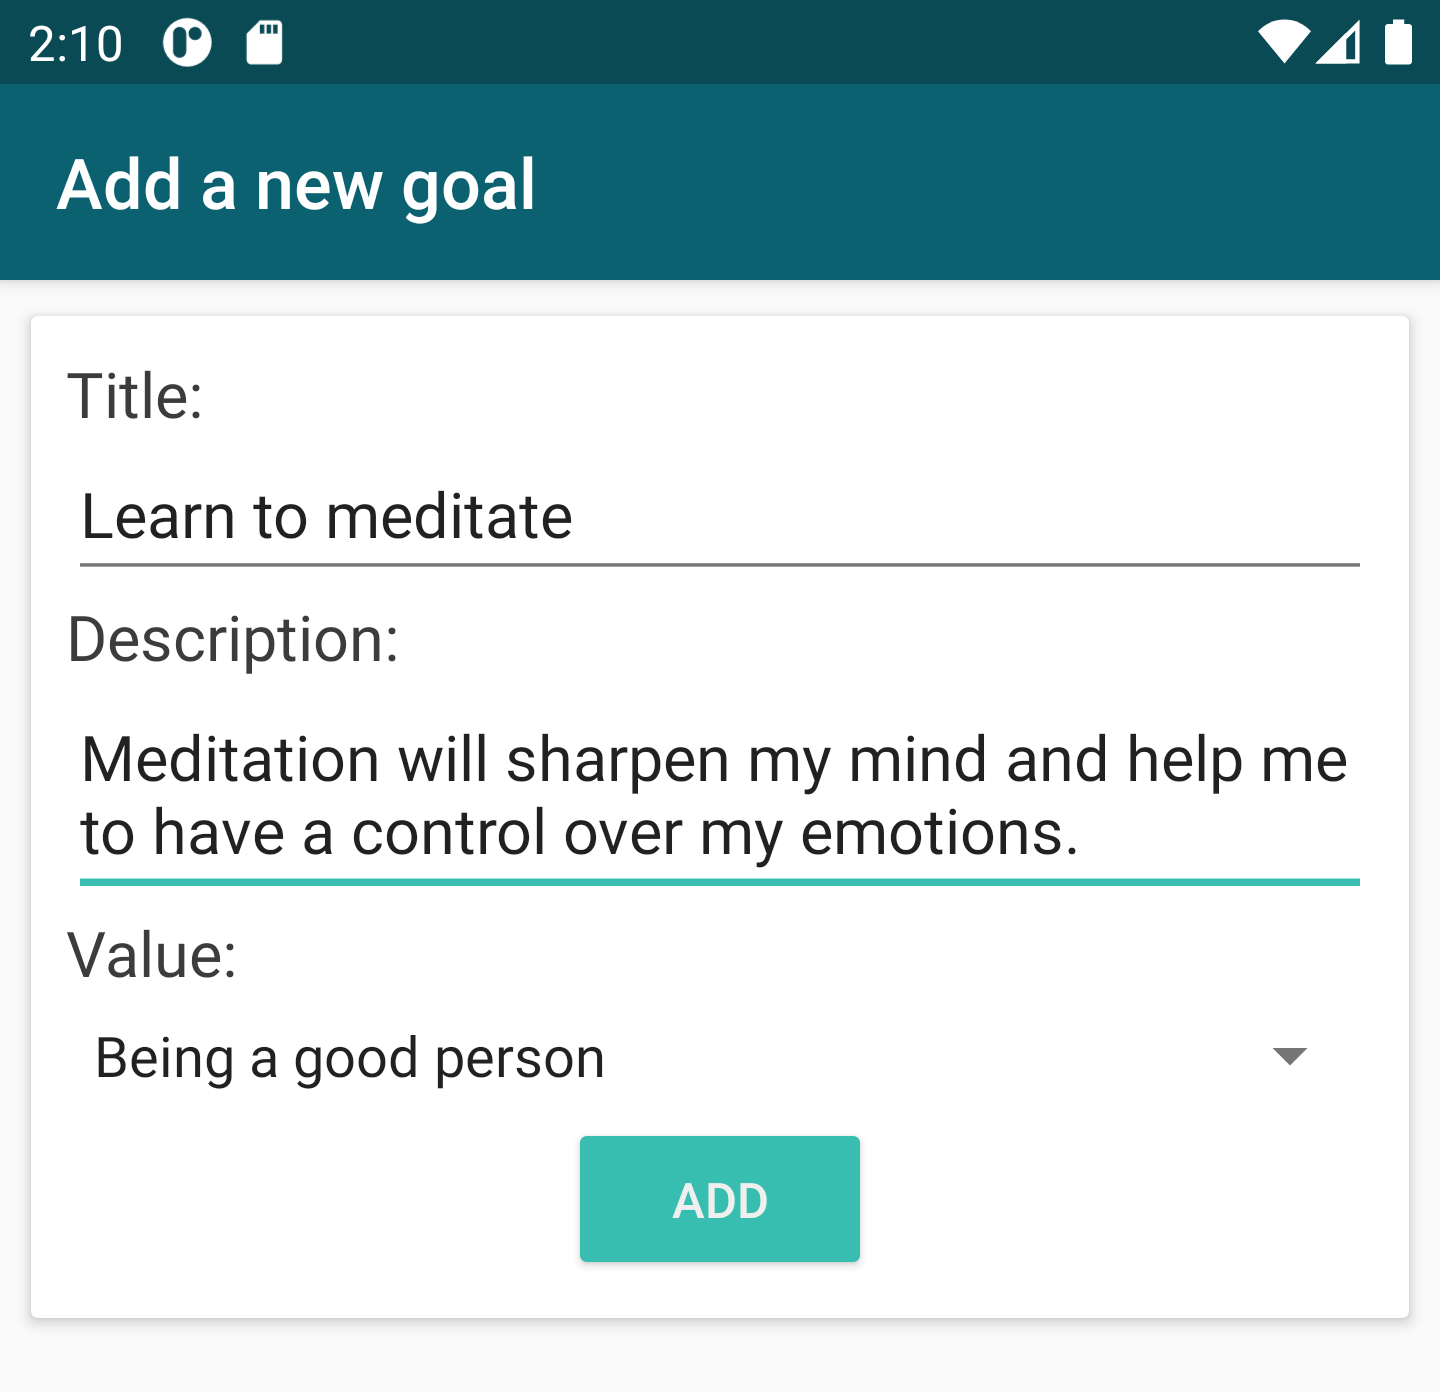 2:10
Add a new goal
Title:
Learn to meditate
Description:
Meditation will sharpen my mind and help me
to have a control over my emotions.
Value:
Being a good person
ADD